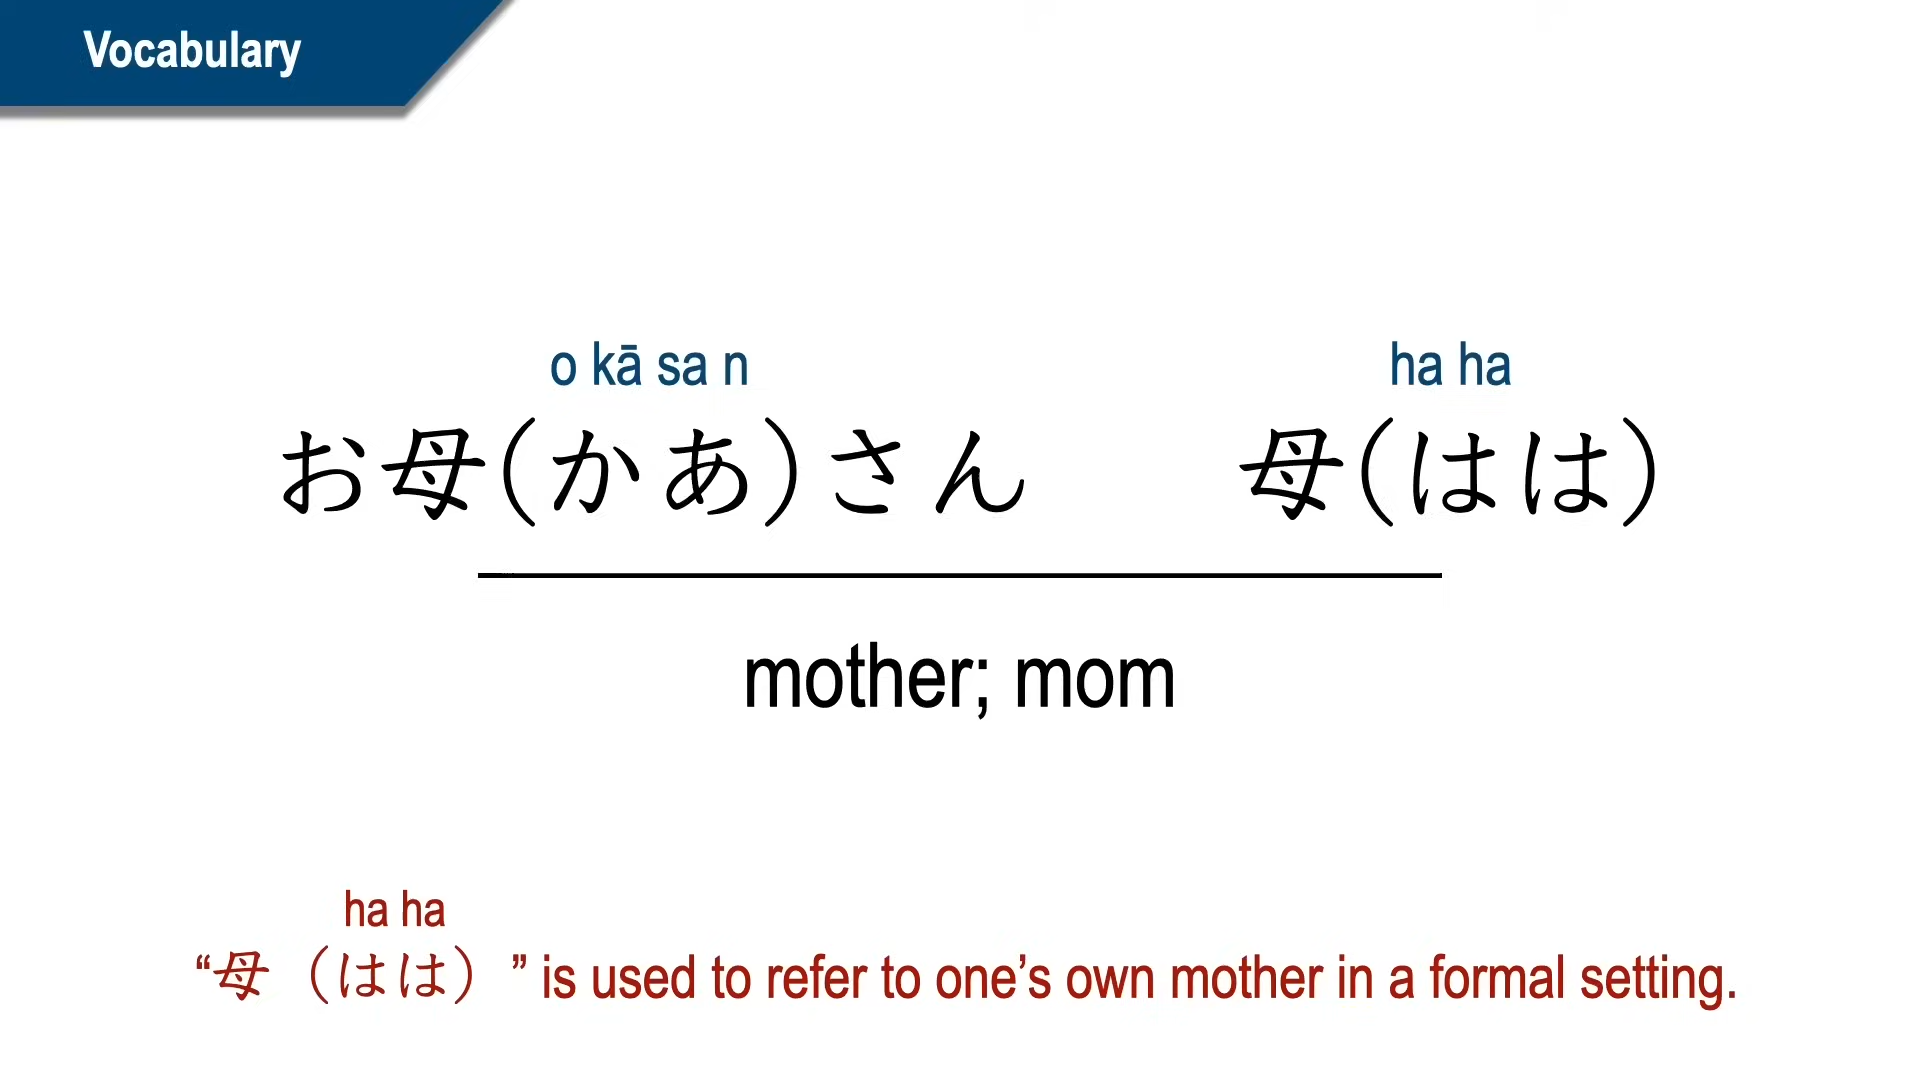 Vocabulary
o kā sa n ha ha
お母(かあ)さん 母(はは)
mother; mom
ha ha
“母（はは）” is used to refer to one’s own mother in a formal setting.